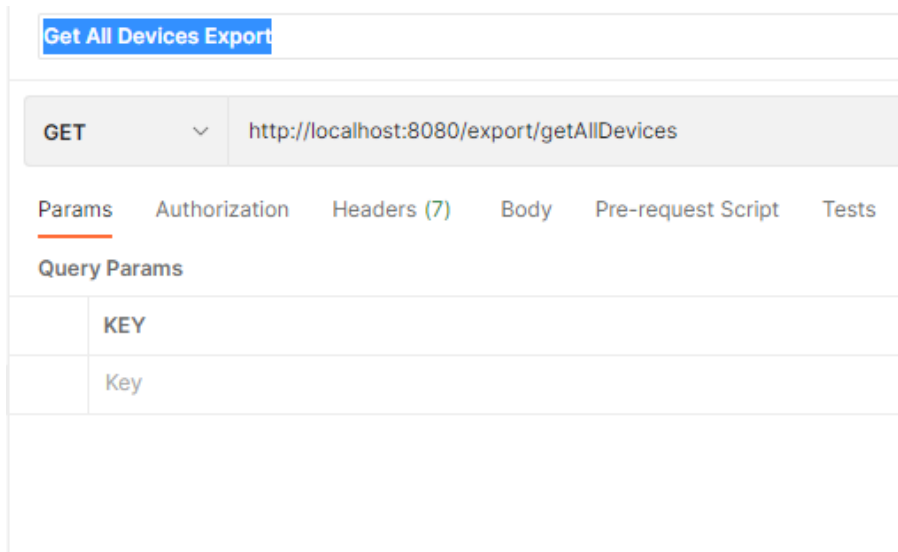 Get All Devices Export
GET http://localhost:8080/export/getAllDevices
Params Authorization Headers (7) Body Pre-request Script Tests
Query Params
KEY
Key